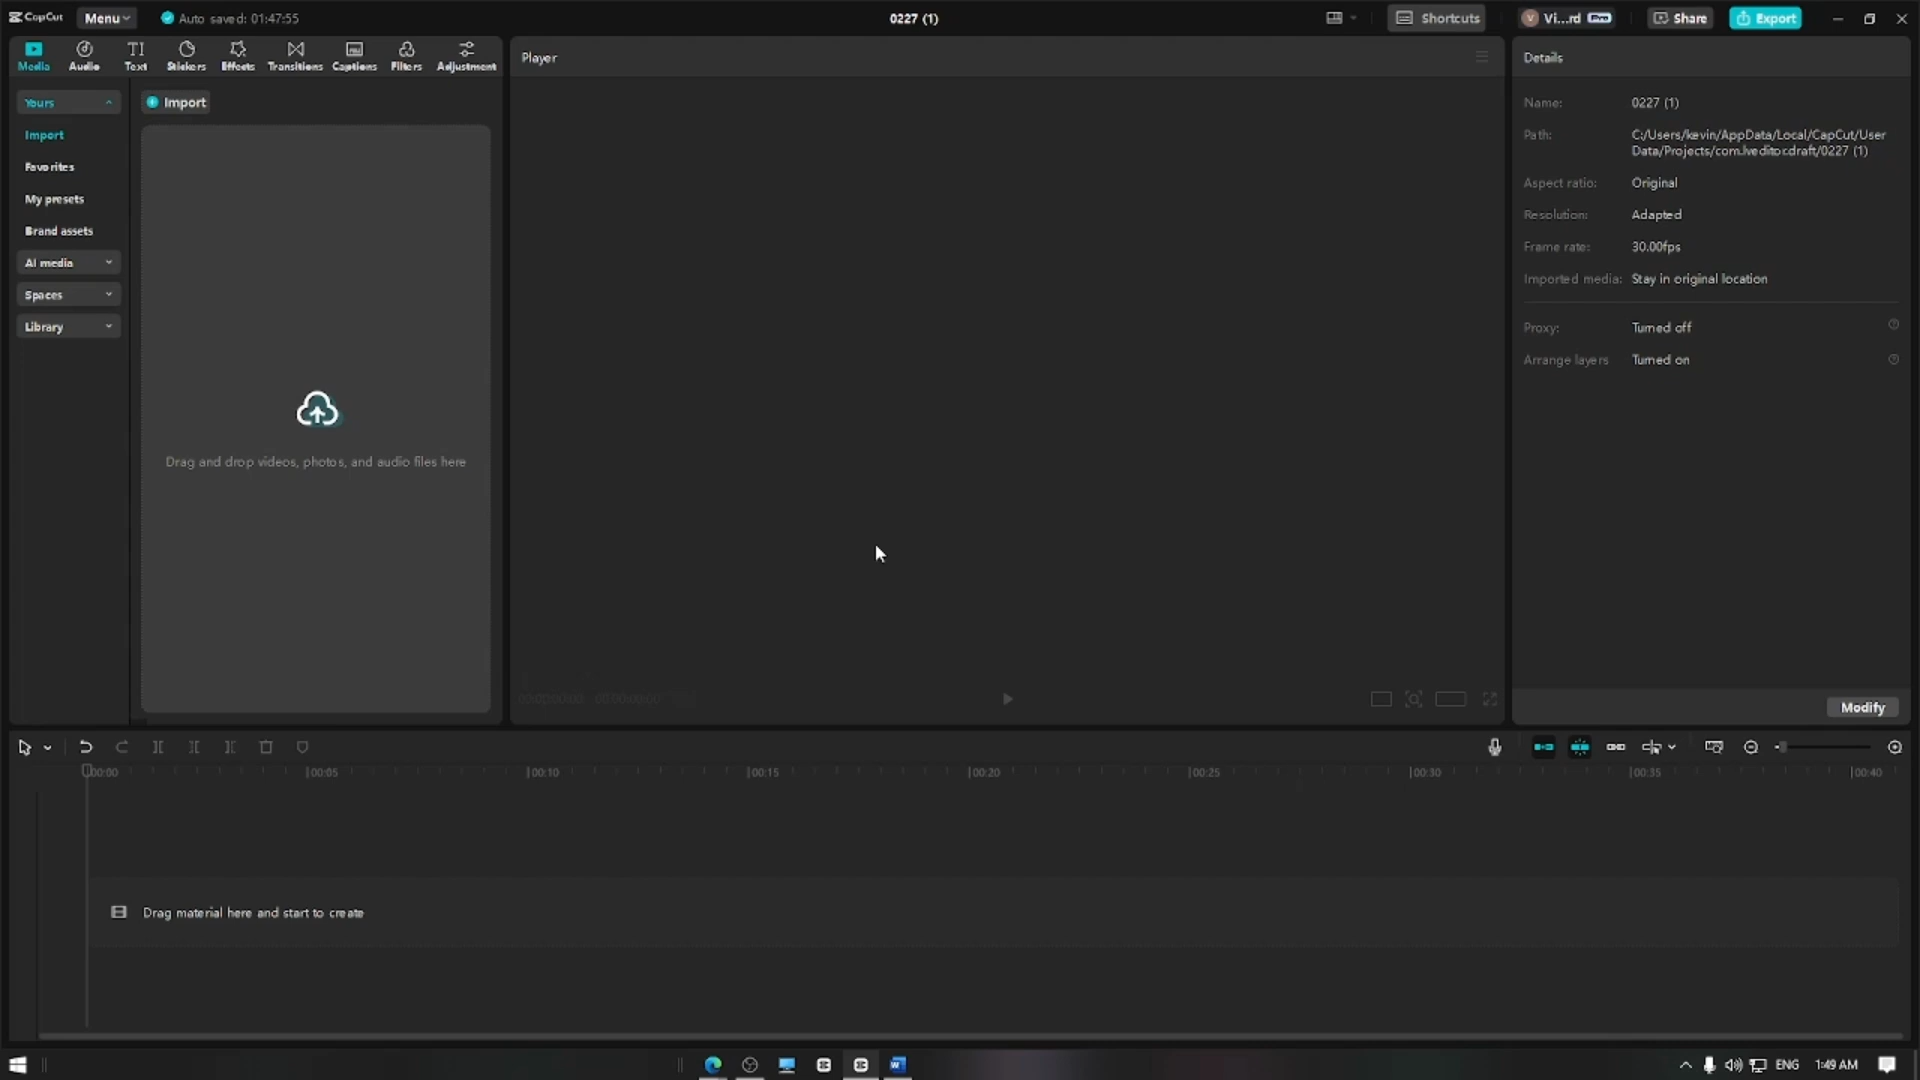 CapCut
Menu
Auto saved: 01:47:55
0227 (1)
Shortcuts
Vi...rd
Pro
Share
Export
Media
Audio
Text
Stickers
Effects
Transitions
Captions
Filters
Adjustment
Yours
Import
Favorites
My presets
Brand assets
AI media
Spaces
Library
Import
Drag and drop videos, photos, and audio files here
Player
Details
Name: 0227 (1)
Path: C:/Users/kevin/AppData/Local/CapCut/User
Data/Projects/com.lveditor.draft/0227 (1)
Aspect ratio: Original
Resolution: Adapted
Frame rate: 30.00fps
Imported media: Stay in original location
Proxy: Turned off
Arrange layers Turned on
Modify
00:00 00:05 00:10 00:15 00:20 00:25 00:30 00:35 00:40
Drag material here and start to create
ENG
1:49 AM